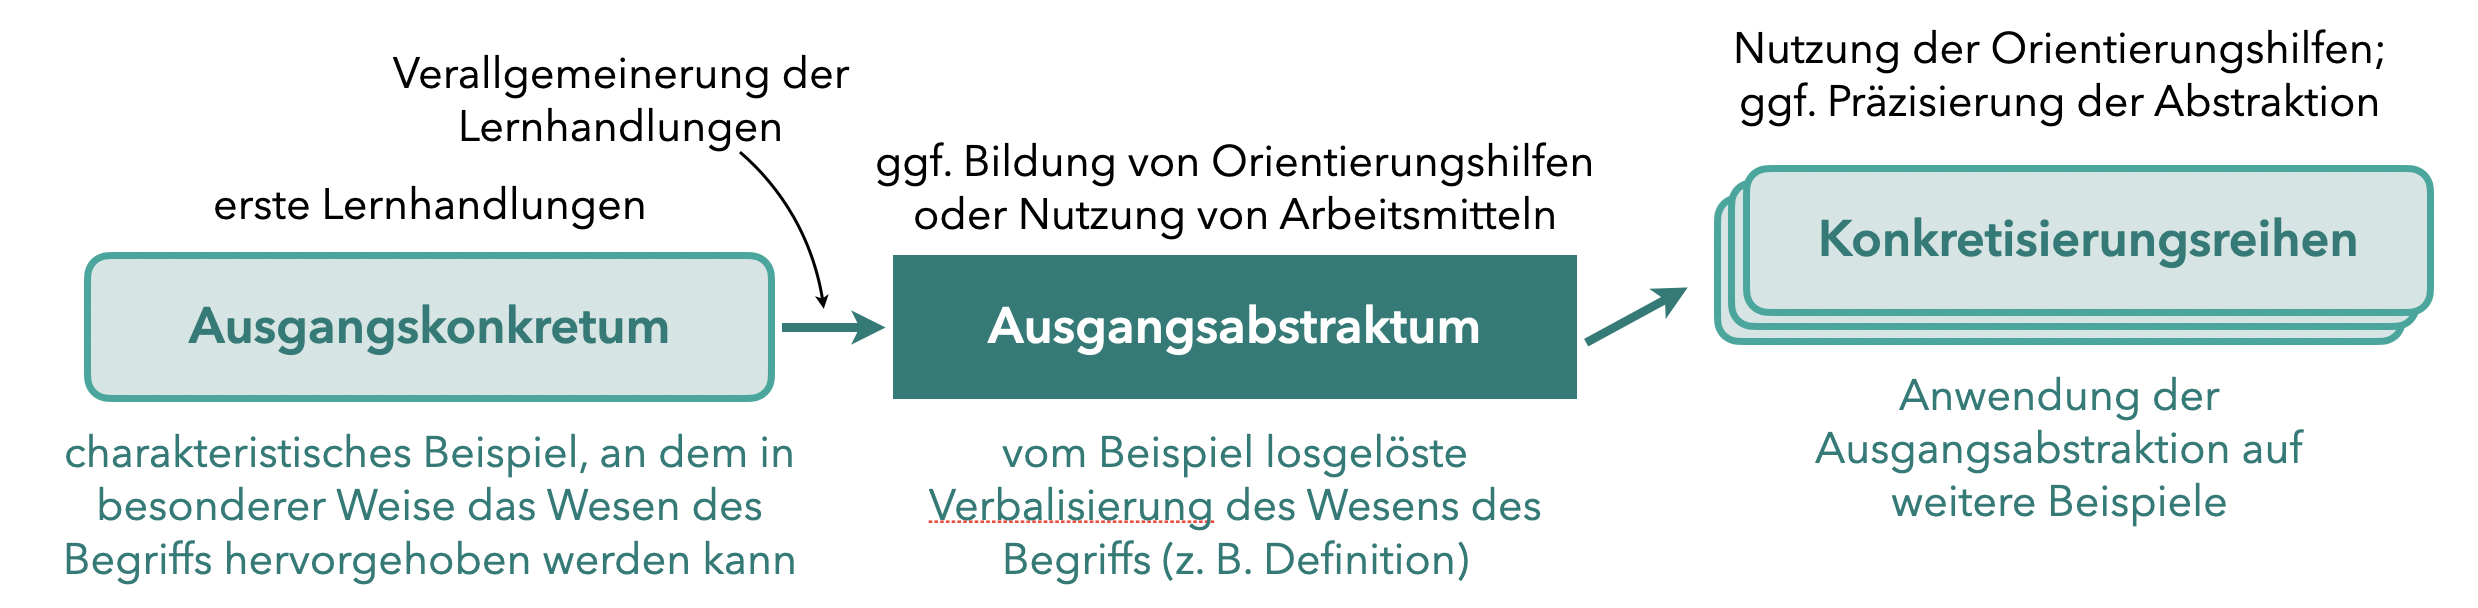 Verallgemeinerung der
Lernhandlungen
erste Lernhandlungen
Ausgangskonkretum
charakteristisches Beispiel, an dem in
besonderer Weise das Wesen des
Begriffs hervorgehoben werden kann
ggf. Bildung von Orientierungshilfen
oder Nutzung von Arbeitsmitteln
Ausgangsabstraktum
vom Beispiel losgelöste
Verbalisierung des Wesens des
Begriffs (z. B. Definition)
Nutzung der Orientierungshilfen;
ggf. Präzisierung der Abstraktion
Konkretisierungsreihen
Anwendung der
Ausgangsabstraktion auf
weitere Beispiele